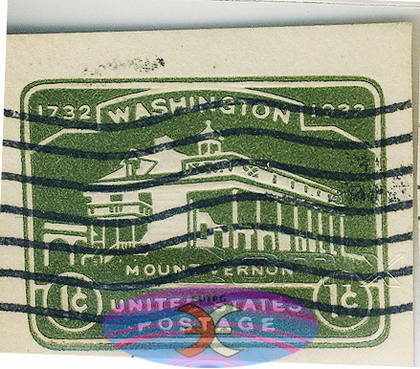 1732 WASHINGTON 1932
MOUNT VERNON
1¢ UNITED STATES 1¢
POSTAGE